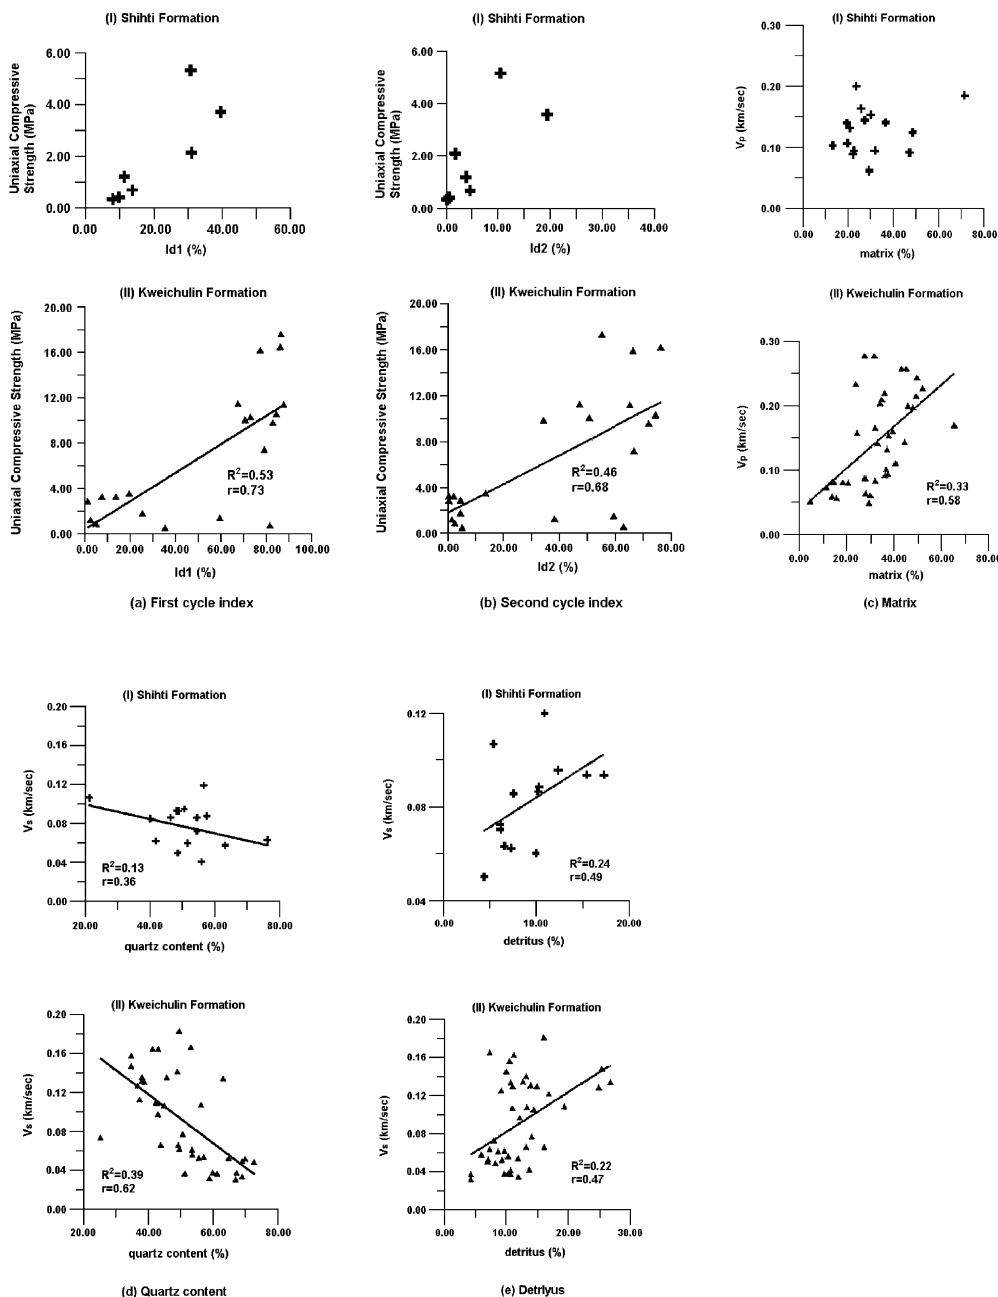 (I) Shihti Formation
6.00
4.00
2.00
0.00
Uniaxial Compressive
Strength (MPa)
0.00 20.00 40.00 60.00
Id1 (%)
(I) Shihti Formation
6.00
4.00
2.00
0.00
Uniaxial Compressive
Strength (MPa)
0.00 10.00 20.00 30.00 40.00
Id2 (%)
(I) Shihti Formation
0.30
0.20
0.10
0.00
Vp (km/sec)
0.00 20.00 40.00 60.00 80.00
matrix (%)
(II) Kweichulin Formation
20.00
16.00
12.00
8.00
4.00
0.00
Uniaxial Compressive Strength (MPa)
R2=0.53
r=0.73
0.00 20.00 40.00 60.00 80.00 100.00
Id1 (%)
(a) First cycle index
(II) Kweichulin Formation
20.00
16.00
12.00
8.00
4.00
0.00
Uniaxial Compressive Strength (MPa)
R2=0.46
r=0.68
0.00 20.00 40.00 60.00 80.00
Id2 (%)
(b) Second cycle index
(II) Kweichulin Formation
0.30
0.20
0.10
0.00
Vp (km/sec)
R2=0.33
r=0.58
0.00 20.00 40.00 60.00 80.00
matrix (%)
(c) Matrix
(I) Shihti Formation
0.20
0.16
0.12
0.08
0.04
0.00
Vs (km/sec)
R2=0.13
r=0.36
20.00 40.00 60.00 80.00
quartz content (%)
(I) Shihti Formation
0.12
0.08
0.04
Vs (km/sec)
R2=0.24
r=0.49
0.00 10.00 20.00
detritus (%)
(II) Kweichulin Formation
0.20
0.16
0.12
0.08
0.04
0.00
Vs (km/sec)
R2=0.39
r=0.62
20.00 40.00 60.00 80.00
quartz content (%)
(d) Quartz content
(II) Kweichulin Formation
0.20
0.16
0.12
0.08
0.04
0.00
Vs (km/sec)
R2=0.22
r=0.47
0.00 10.00 20.00 30.00
detritus (%)
(e) Detrlyus